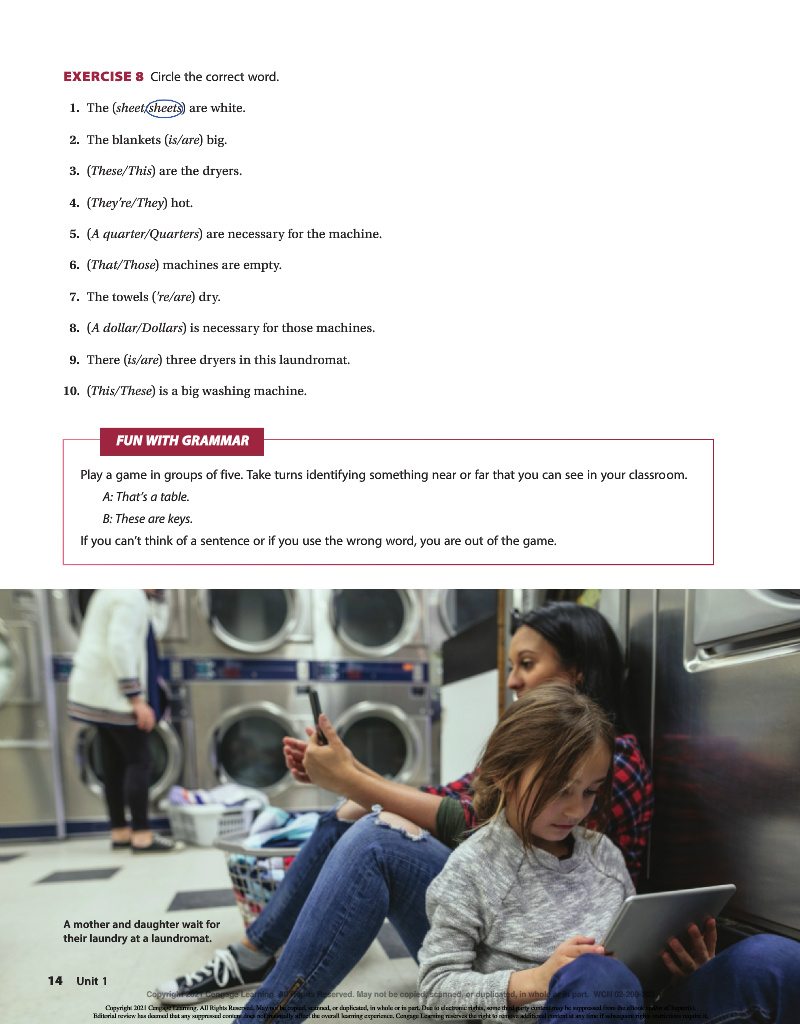 EXERCISE 8 Circle the correct word.
1. The (sheet/sheets) are white.
2. The blankets (is/are) big.
3. (These/This) are the dryers.
4. (They're/They) hot.
5. (A quarter/Quarters) are necessary for the machine.
6. (That/Those) machines are empty.
7. The towels ('re/are) dry.
8. (A dollar/Dollars) is necessary for those machines.
9. There (is/are) three dryers in this laundromat.
10. (This/These) is a big washing machine.
FUN WITH GRAMMAR
Play a game in groups of five. Take turns identifying something near or far that you can see in your classroom.
A: That's a table.
B: These are keys.
If you can't think of a sentence or if you use the wrong word, you are out of the game.
A mother and daughter wait for
their laundry at a laundromat.
14 Unit 1
Copyright 2021 Cengage Learning. All Rights Reserved. May not be copied, scanned, or duplicated, in whole or in part. WCN
Copyright 2021 Cengage Learning. All Rights Reserved. May not be copied, scanned, or duplicated, in whole or in part. Due to electronic rights, some third party content may be suppressed from the eBook
Editorial review has deemed that any suppressed content does not materially affect the overall learning experience. Cengage Learning reserves the right to remove additional content at any time if subsequent rights restrictions require it.